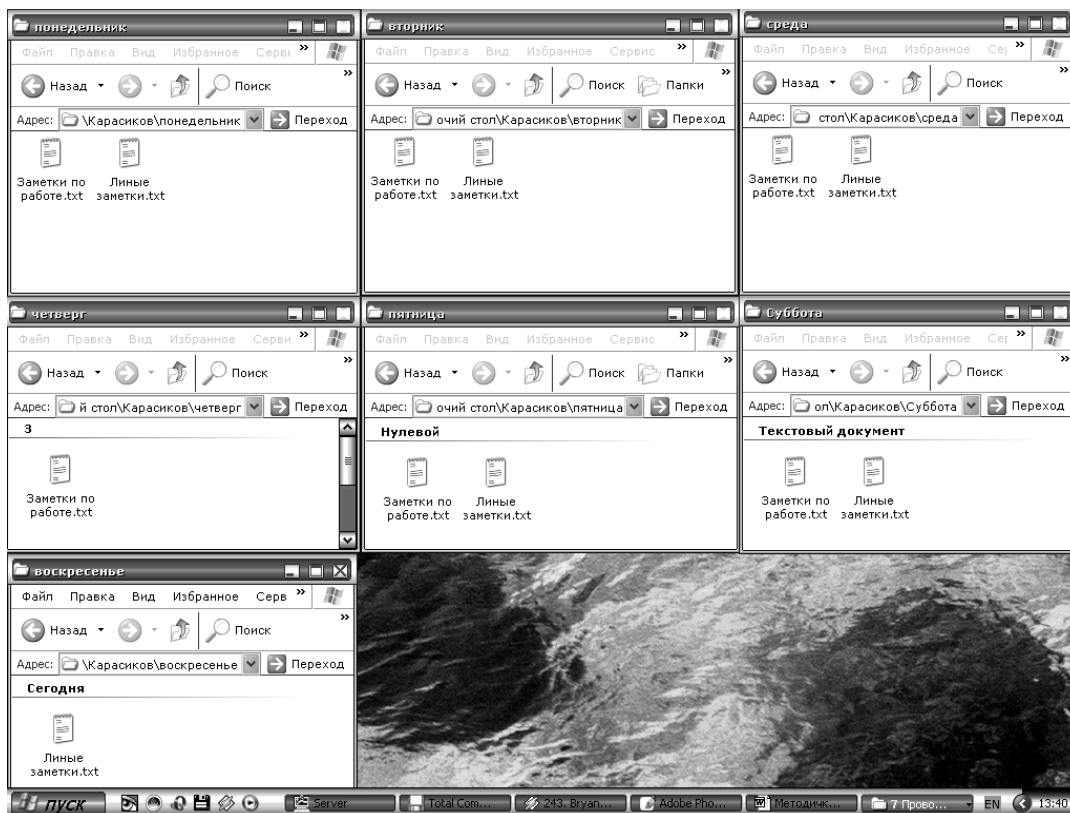 понедельник
Файл Правка Вид Избранное Серви »
Назад Поиск »
Адрес: \Карасиков\понедельник Переход
Заметки по работе.txt
Линые заметки.txt
вторник
Файл Правка Вид Избранное Сервис »
Назад Поиск Папки »
Адрес: очий стол\Карасиков\вторник Переход
Заметки по работе.txt
Линые заметки.txt
среда
Файл Правка Вид Избранное Сер »
Назад Поиск »
Адрес: стол\Карасиков\среда Переход
Заметки по работе.txt
Линые заметки.txt
четверг
Файл Правка Вид Избранное Серви »
Назад Поиск »
Адрес: й стол\Карасиков\четверг Переход
З
Заметки по работе.txt
пятница
Файл Правка Вид Избранное Сервис »
Назад Поиск Папки »
Адрес: очий стол\Карасиков\пятница Переход
Нулевой
Заметки по работе.txt
Линые заметки.txt
Суббота
Файл Правка Вид Избранное Сер »
Назад Поиск »
Адрес: ол\Карасиков\Суббота Переход
Текстовый документ
Заметки по работе.txt
Линые заметки.txt
воскресенье
Файл Правка Вид Избранное Серв »
Назад Поиск »
Адрес: \Карасиков\воскресенье Переход
Сегодня
Линые заметки.txt
пуск Server Total Com... 243. Bryan... Adobe Pho... Методичк... 7 Прово... EN 13:40